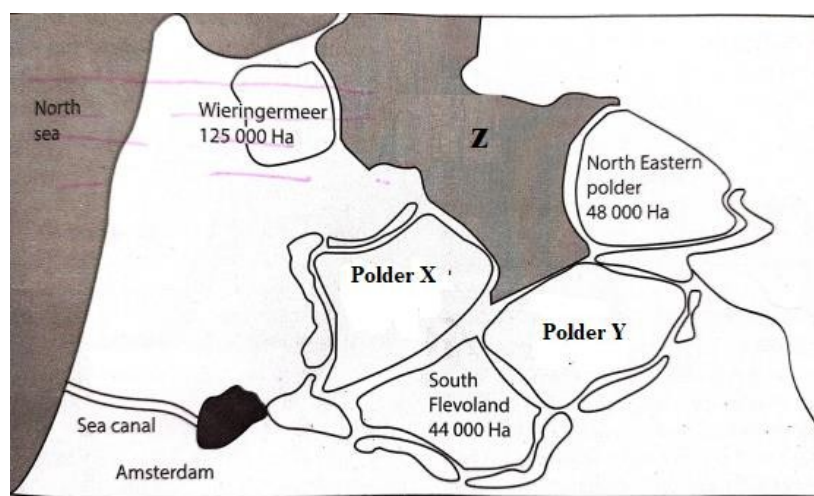 North
sea
Wieringermeer
125 000 Ha
Z
North Eastern
polder
48 000 Ha
Polder X
Polder Y
South
Flevoland
44 000 Ha
Sea canal
Amsterdam